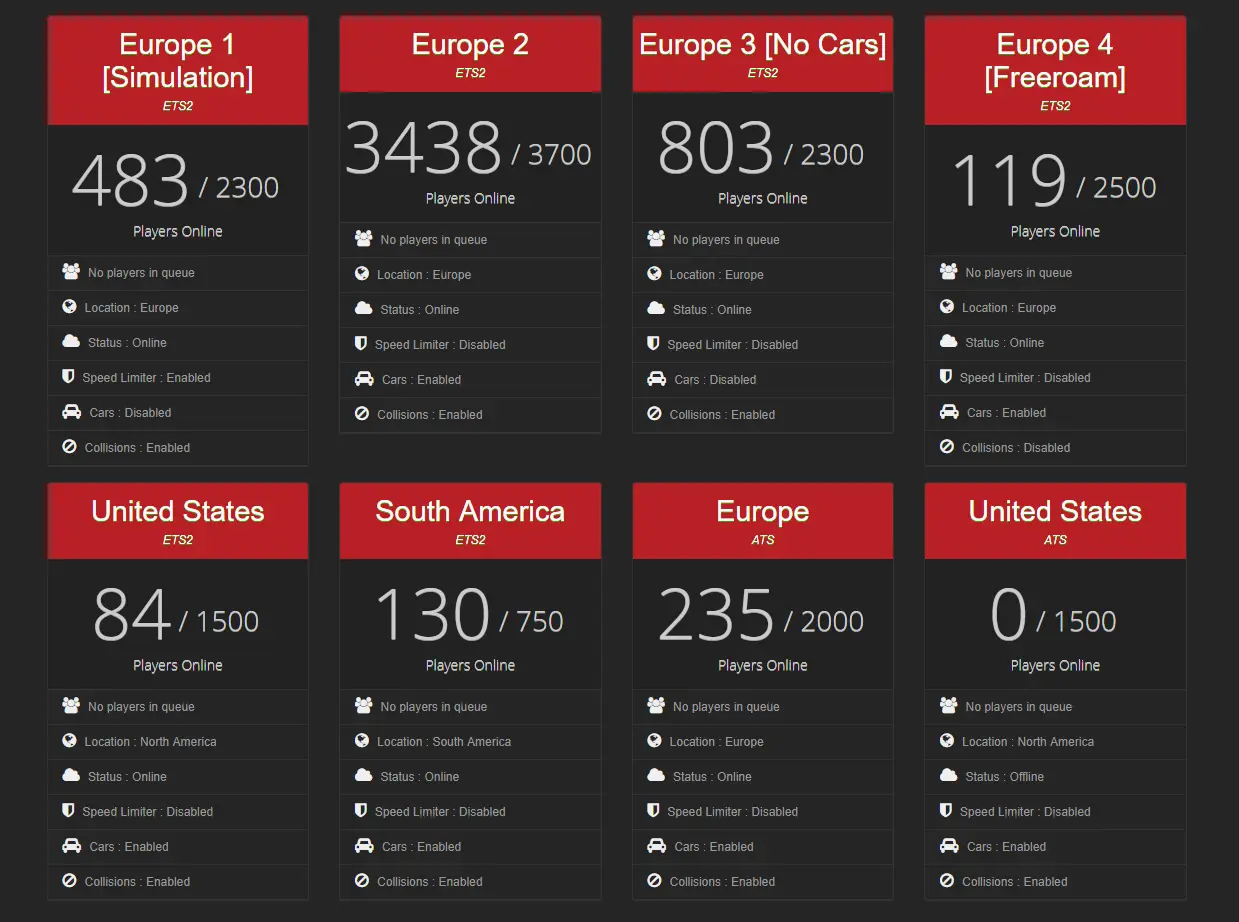 Europe 1
[Simulation]
ETS2
483 / 2300
Players Online
No players in queue
Location : Europe
Status : Online
Speed Limiter : Enabled
Cars : Disabled
Collisions : Enabled
Europe 2
ETS2
3438 / 3700
Players Online
No players in queue
Location : Europe
Status : Online
Speed Limiter : Disabled
Cars : Enabled
Collisions : Enabled
Europe 3 [No Cars]
ETS2
803 / 2300
Players Online
No players in queue
Location : Europe
Status : Online
Speed Limiter : Disabled
Cars : Disabled
Collisions : Enabled
Europe 4
[Freeroam]
ETS2
119 / 2500
Players Online
No players in queue
Location : Europe
Status : Online
Speed Limiter : Disabled
Cars : Enabled
Collisions : Disabled
United States
ETS2
84 / 1500
Players Online
No players in queue
Location : North America
Status : Online
Speed Limiter : Disabled
Cars : Enabled
Collisions : Enabled
South America
ETS2
130 / 750
Players Online
No players in queue
Location : South America
Status : Online
Speed Limiter : Disabled
Cars : Enabled
Collisions : Enabled
Europe
ATS
235 / 2000
Players Online
No players in queue
Location : Europe
Status : Online
Speed Limiter : Disabled
Cars : Enabled
Collisions : Enabled
United States
ATS
0 / 1500
Players Online
No players in queue
Location : North America
Status : Offline
Speed Limiter : Disabled
Cars : Enabled
Collisions : Enabled